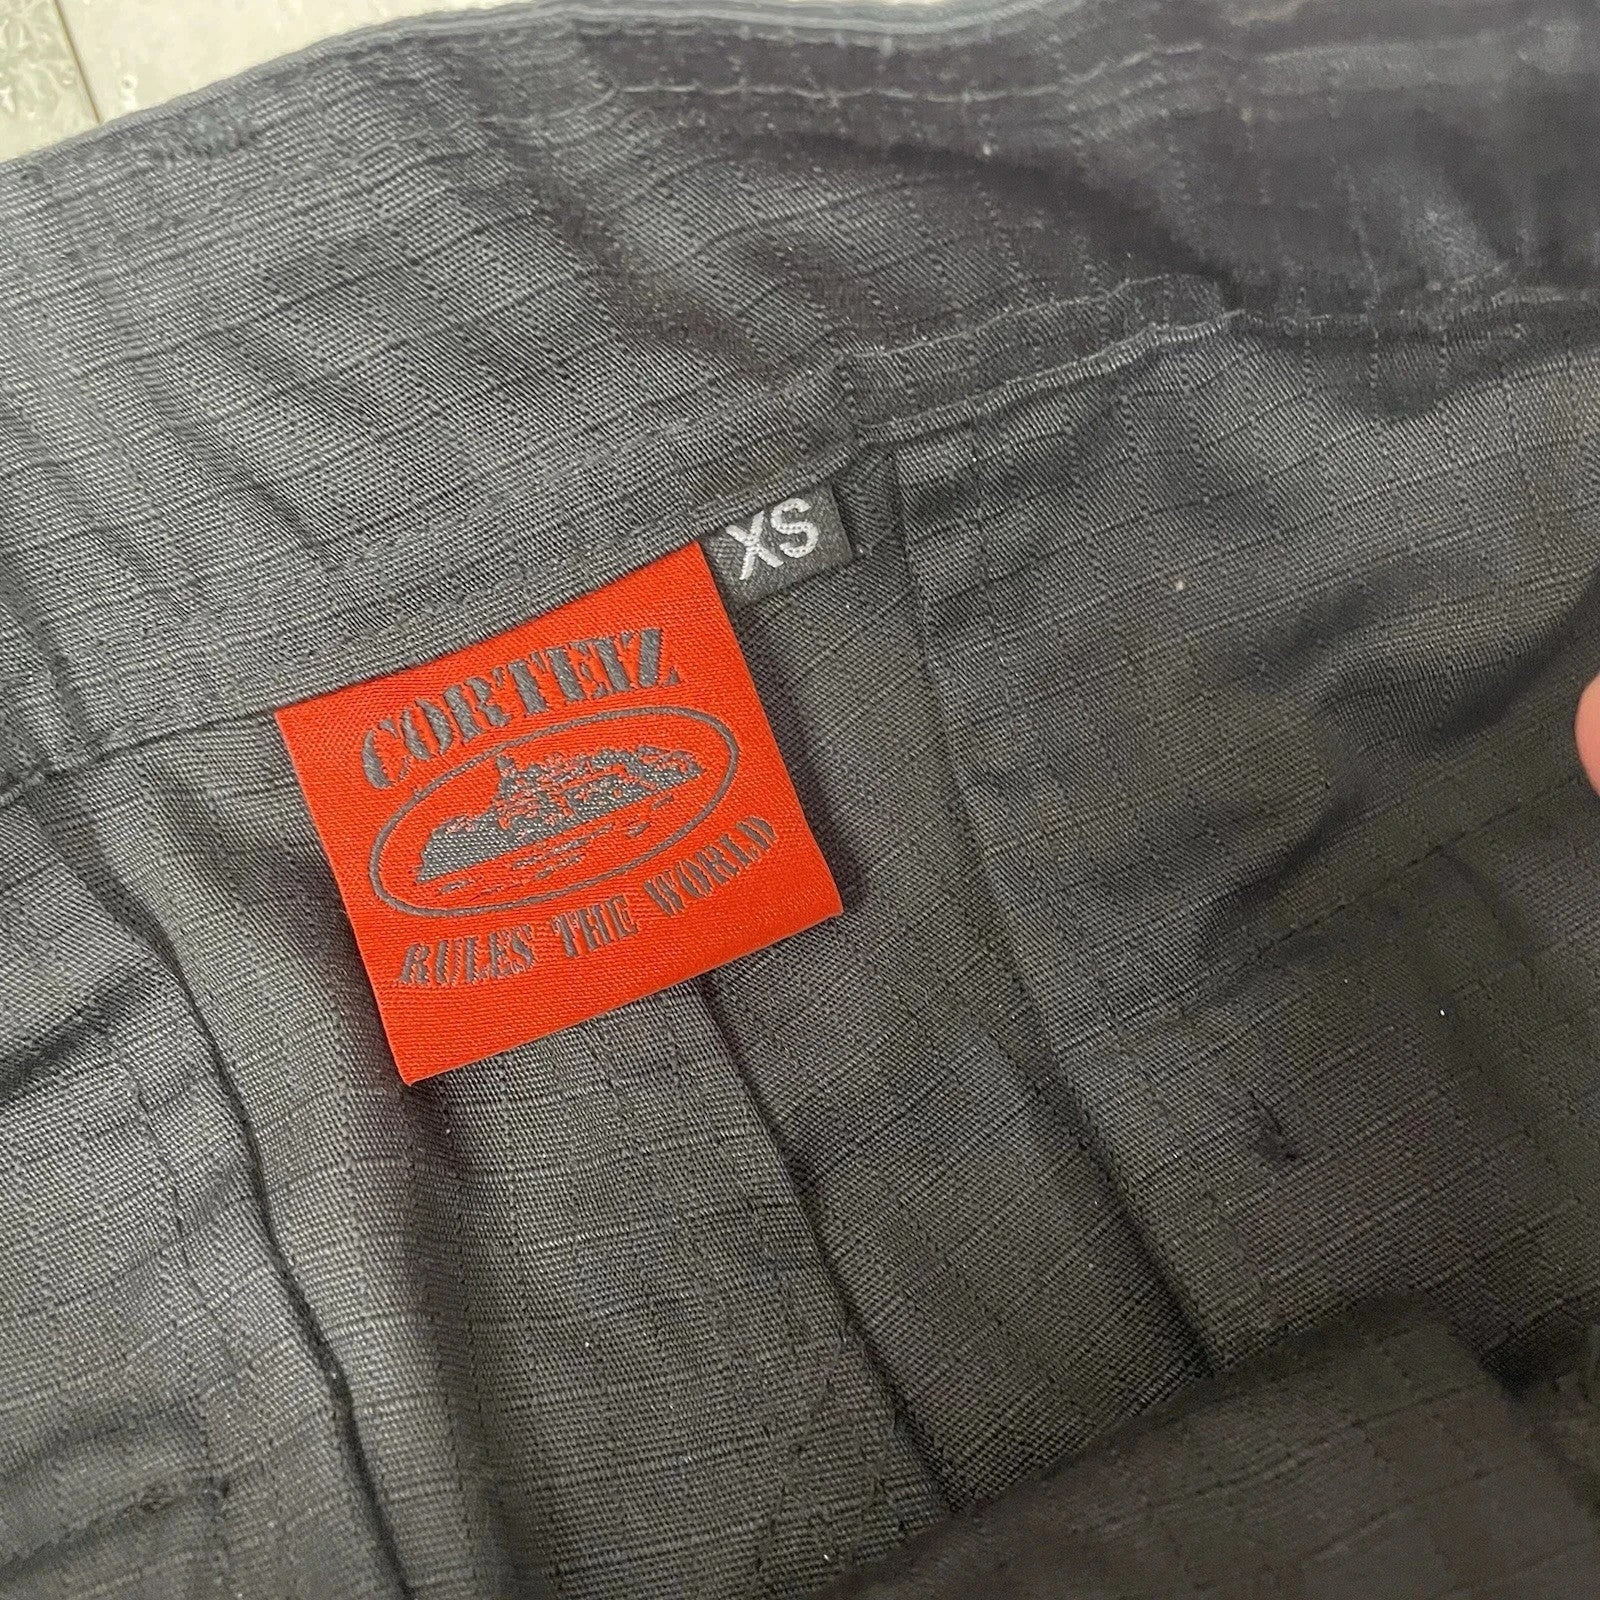 XS
CORTEIZ
RULES THE WORLD